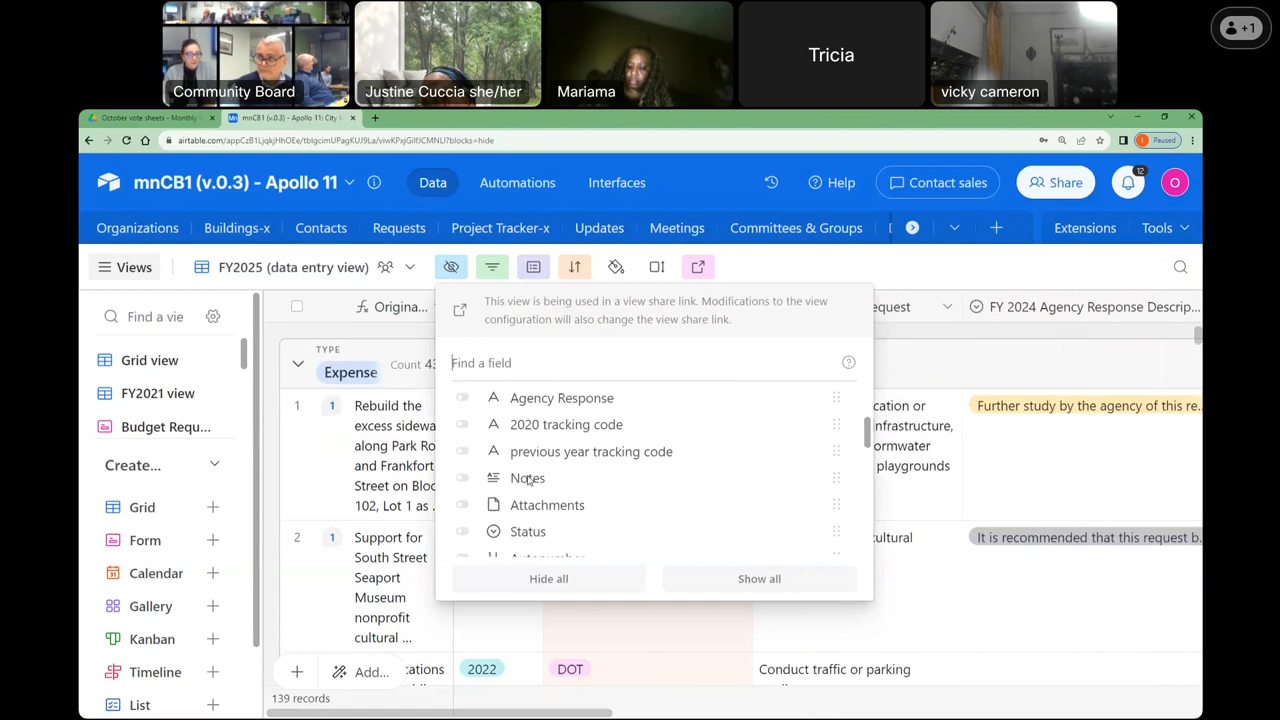 Community Board
Justine Cuccia she/her
Mariama
Tricia
vicky cameron
+1
October vote sheets - Monthly
mnCB1 (v.0.3) - Apollo 11: City
airtable.com/appCzB1LjqkjHhOEe/tblgcimUPagKUJ9La/viwKPxjGilfJCMNLI?blocks=hide
Paused
mnCB1 (v.0.3) - Apollo 11
Data
Automations
Interfaces
Help
Contact sales
Share
12
O
Organizations
Buildings-x
Contacts
Requests
Project Tracker-x
Updates
Meetings
Committees & Groups
Extensions
Tools
Views
FY2025 (data entry view)
Find a vie
Grid view
FY2021 view
Budget Requ...
Create...
Grid
Form
Calendar
Gallery
Kanban
Timeline
List
Origina...
equest
FY 2024 Agency Response Descrip...
This view is being used in a view share link. Modifications to the view
configuration will also change the view share link.
Find a field
Agency Response
2020 tracking code
previous year tracking code
Notes
Attachments
Status
Autonumber
Hide all
Show all
TYPE
Expense
Count 43
1
1
Rebuild the
excess sidewa
along Park Ro
and Frankfort
Street on Bloc
102, Lot 1 as .
cation or
nfrastructure,
ormwater
playgrounds
Further study by the agency of this re..
2
1
Support for
South Street
Seaport
Museum
nonprofit
cultural ...
ultural
It is recommended that this request b..
Add...
cations
2022
DOT
Conduct traffic or parking
139 records